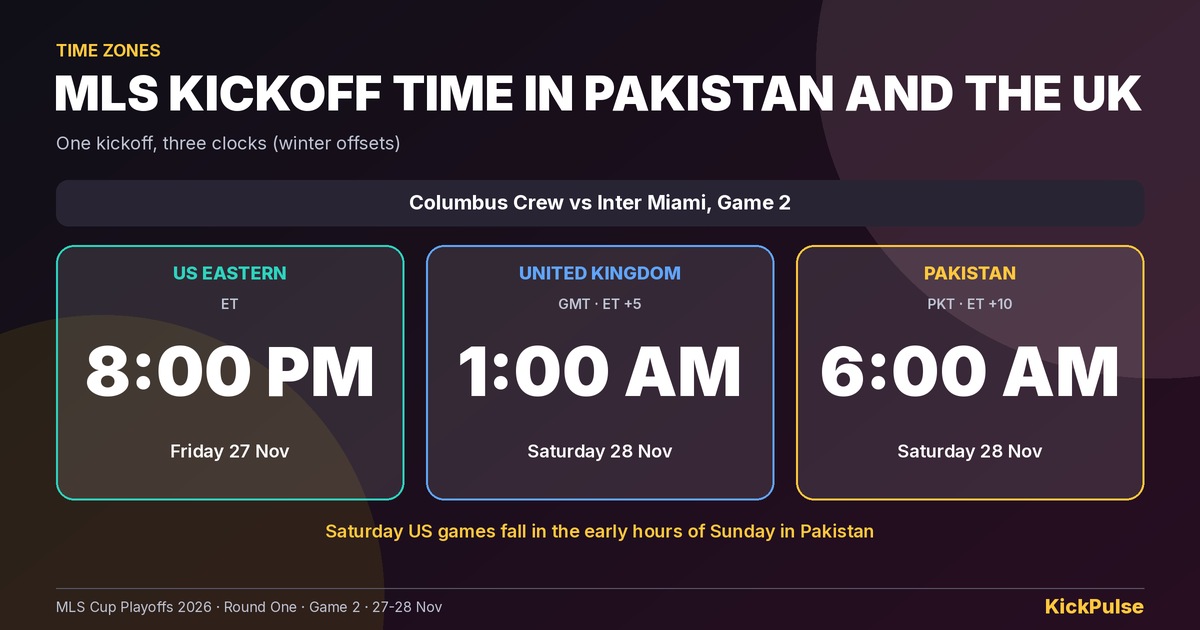 TIME ZONES
MLS KICKOFF TIME IN PAKISTAN AND THE UK
One kickoff, three clocks (winter offsets)
Columbus Crew vs Inter Miami, Game 2
US EASTERN
ET
8:00 PM
Friday 27 Nov
UNITED KINGDOM
GMT · ET +5
1:00 AM
Saturday 28 Nov
PAKISTAN
PKT · ET +10
6:00 AM
Saturday 28 Nov
Saturday US games fall in the early hours of Sunday in Pakistan
MLS Cup Playoffs 2026 · Round One · Game 2 · 27-28 Nov
KickPulse